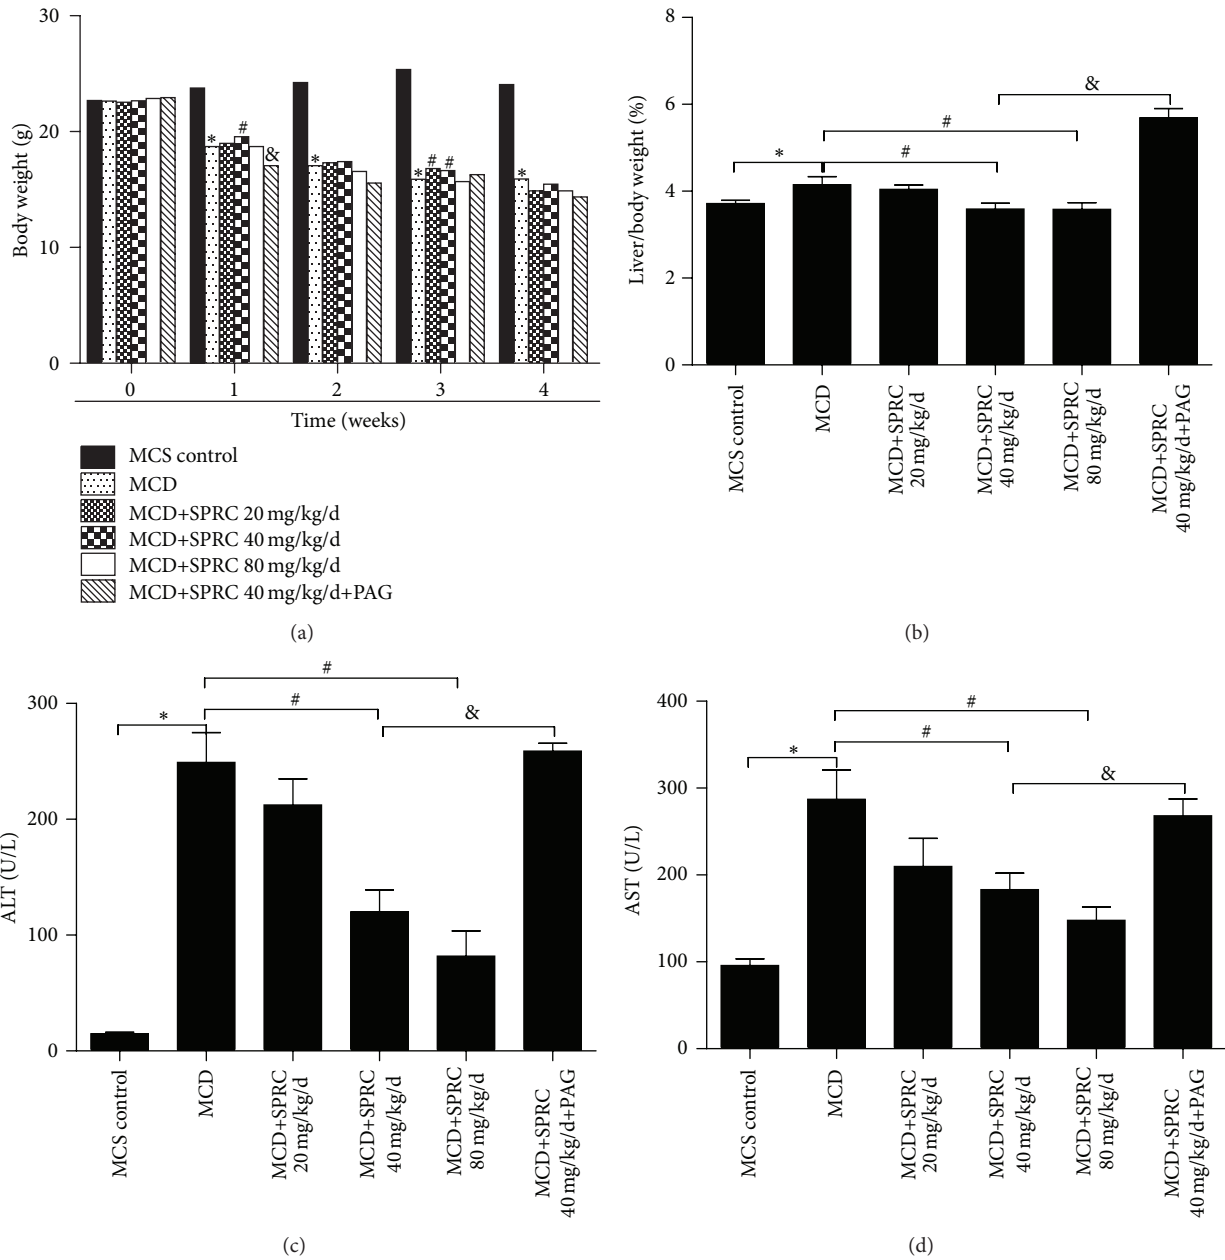 30
20
10
0
Body weight (g)
*
#
&
*
*
#
#
*
0
1
2
3
4
Time (weeks)
MCS control
MCD
MCD+SPRC 20 mg/kg/d
MCD+SPRC 40 mg/kg/d
MCD+SPRC 80 mg/kg/d
MCD+SPRC 40 mg/kg/d+PAG
(a)
8
6
4
2
0
Liver/body weight (%)
&
#
*
#
MCS control
MCD
MCD+SPRC
20 mg/kg/d
MCD+SPRC
40 mg/kg/d
MCD+SPRC
80 mg/kg/d
MCD+SPRC
40 mg/kg/d+PAG
(b)
300
200
100
0
ALT (U/L)
#
#
*
&
MCS control
MCD
MCD+SPRC
20 mg/kg/d
MCD+SPRC
40 mg/kg/d
MCD+SPRC
80 mg/kg/d
MCD+SPRC
40 mg/kg/d+PAG
(c)
400
300
200
100
0
AST (U/L)
#
#
*
&
MCS control
MCD
MCD+SPRC
20 mg/kg/d
MCD+SPRC
40 mg/kg/d
MCD+SPRC
80 mg/kg/d
MCD+SPRC
40 mg/kg/d+PAG
(d)